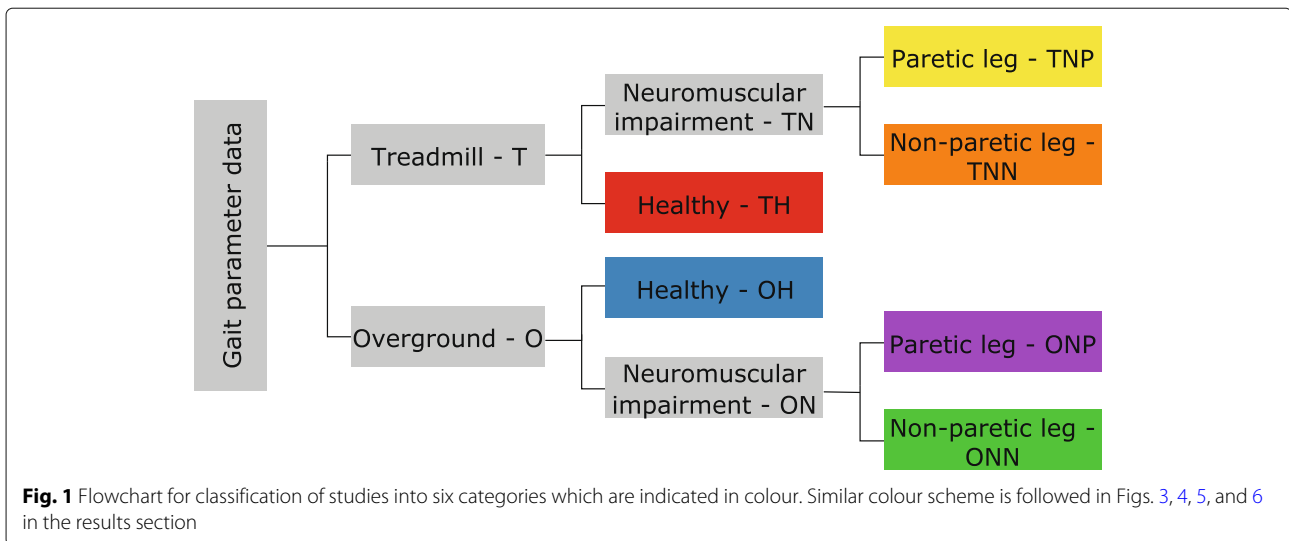 Gait parameter data
Treadmill - T
Overground - O
Neuromuscular
impairment - TN
Healthy - TH
Healthy - OH
Neuromuscular
impairment - ON
Paretic leg - TNP
Non-paretic leg -
TNN
Paretic leg - ONP
Non-paretic leg -
ONN
Fig. 1 Flowchart for classification of studies into six categories which are indicated in colour. Similar colour scheme is followed in Figs. 3, 4, 5, and 6
in the results section